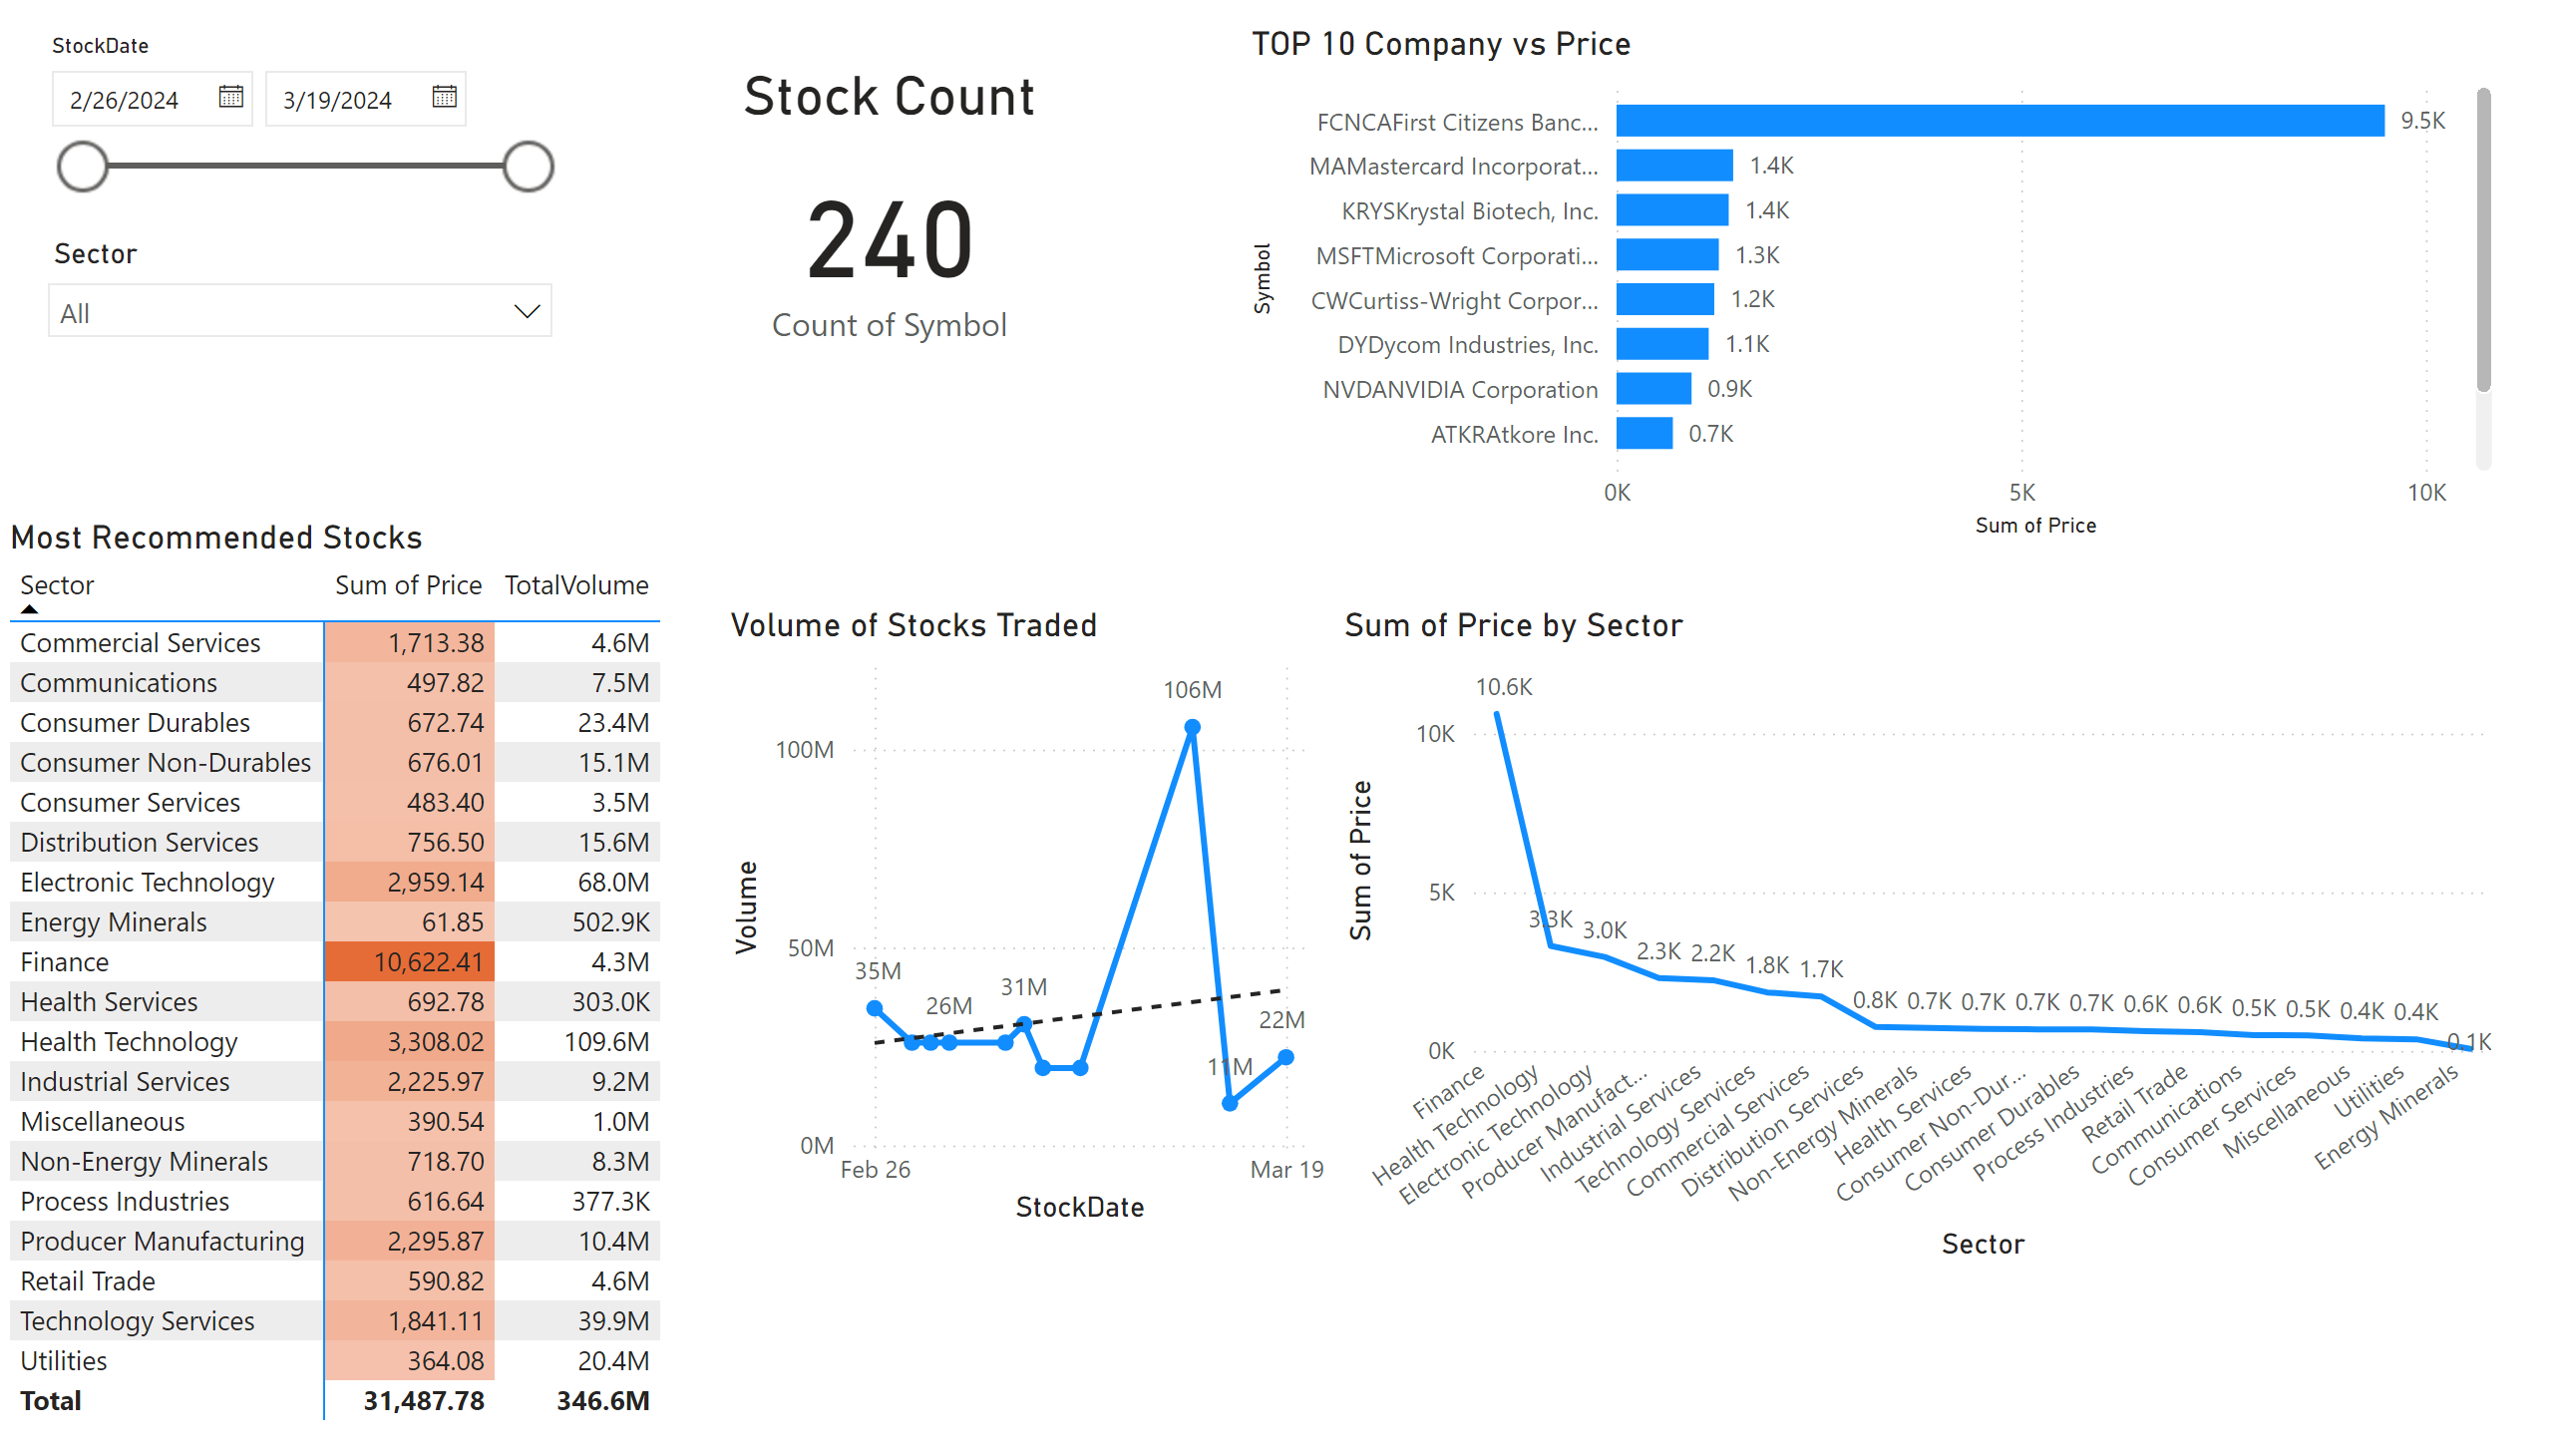 StockDate
2/26/2024 3/19/2024
Sector
All
Stock Count
240
Count of Symbol
TOP 10 Company vs Price
Symbol
FCNCAFirst Citizens Banc... 9.5K
MAMastercard Incorporat... 1.4K
KRYSKrystal Biotech, Inc. 1.4K
MSFTMicrosoft Corporati... 1.3K
CWCurtiss-Wright Corpor... 1.2K
DYDycom Industries, Inc. 1.1K
NVDANVIDIA Corporation 0.9K
ATKRAtkore Inc. 0.7K
0K 5K 10K
Sum of Price
Most Recommended Stocks
Sector Sum of Price TotalVolume
Commercial Services 1,713.38 4.6M
Communications 497.82 7.5M
Consumer Durables 672.74 23.4M
Consumer Non-Durables 676.01 15.1M
Consumer Services 483.40 3.5M
Distribution Services 756.50 15.6M
Electronic Technology 2,959.14 68.0M
Energy Minerals 61.85 502.9K
Finance 10,622.41 4.3M
Health Services 692.78 303.0K
Health Technology 3,308.02 109.6M
Industrial Services 2,225.97 9.2M
Miscellaneous 390.54 1.0M
Non-Energy Minerals 718.70 8.3M
Process Industries 616.64 377.3K
Producer Manufacturing 2,295.87 10.4M
Retail Trade 590.82 4.6M
Technology Services 1,841.11 39.9M
Utilities 364.08 20.4M
Total 31,487.78 346.6M
Volume of Stocks Traded
Volume
100M
50M
0M
35M 26M 31M 106M 11M 22M
Feb 26 Mar 19
StockDate
Sum of Price by Sector
Sum of Price
10K
5K
0K
10.6K 3.3K 3.0K 2.3K 2.2K 1.8K 1.7K 0.8K 0.7K 0.7K 0.7K 0.7K 0.6K 0.6K 0.5K 0.5K 0.4K 0.4K 0.1K
Finance
Health Technology
Electronic Technology
Producer Manufact...
Industrial Services
Technology Services
Commercial Services
Distribution Services
Non-Energy Minerals
Health Services
Consumer Non-Dur...
Consumer Durables
Process Industries
Retail Trade
Communications
Consumer Services
Miscellaneous
Utilities
Energy Minerals
Sector